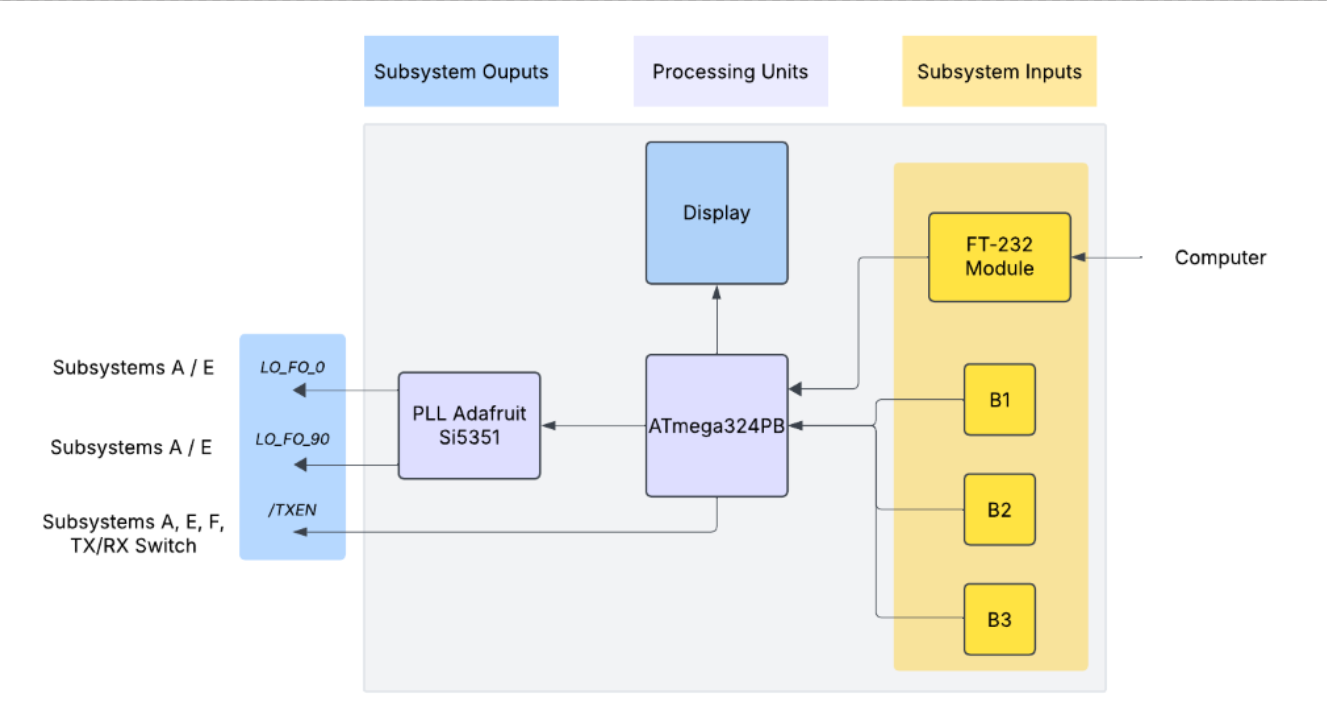 Subsystem Ouputs
Processing Units
Subsystem Inputs
Display
FT-232
Module
Computer
Subsystems A / E
LO_FO_0
PLL Adafruit
Si5351
ATmega324PB
B1
Subsystems A / E
LO_FO_90
Subsystems A, E, F,
TX/RX Switch
/TXEN
B2
B3